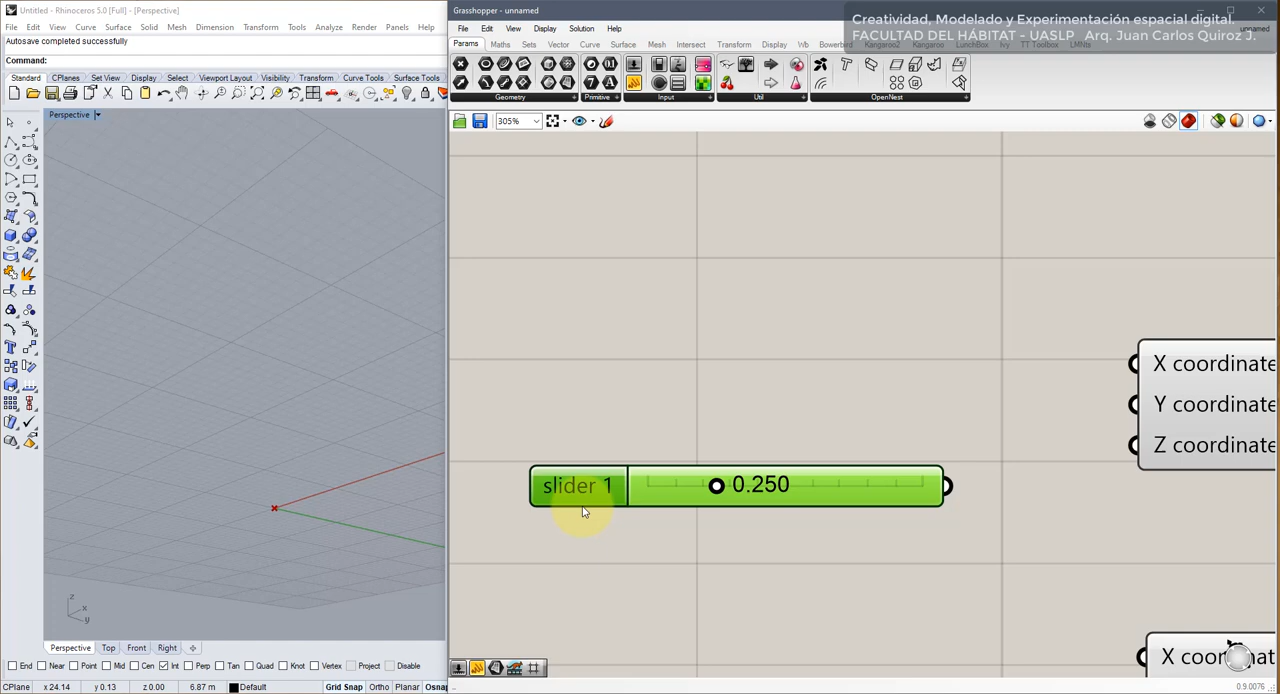 Untitled - Rhinoceros 5.0 [Full] - [Perspective]
File Edit View Curve Surface Solid Mesh Dimension Transform Tools Analyze Render Panels Help
Autosave completed successfully
Command:
Standard CPlanes Set View Display Select Viewport Layout Visibility Transform Curve Tools Surface Tools
Perspective
z
x
y
Perspective Top Front Right
End Near Point Mid Cen Int Perp Tan Quad Knot Vertex Project Disable
CPlane x 24.14 y 0.13 z 0.00 6.87 m Default Grid Snap Ortho Planar Osnap
Grasshopper - unnamed
File Edit View Display Solution Help
unnamed
Creatividad, Modelado y Experimentación espacial digital.
FACULTAD DEL HÁBITAT - UASLP Arq. Juan Carlos Quiroz J.
Params Maths Sets Vector Curve Surface Mesh Intersect Transform Display Wb Bowerbird Kangaroo2 Kangaroo LunchBox Ivy TT Toolbox LMNts
Geometry Primitive Input Util OpenNest
305%
X coordinate
Y coordinate
Z coordinate
slider 1 0.250
0.9.0076